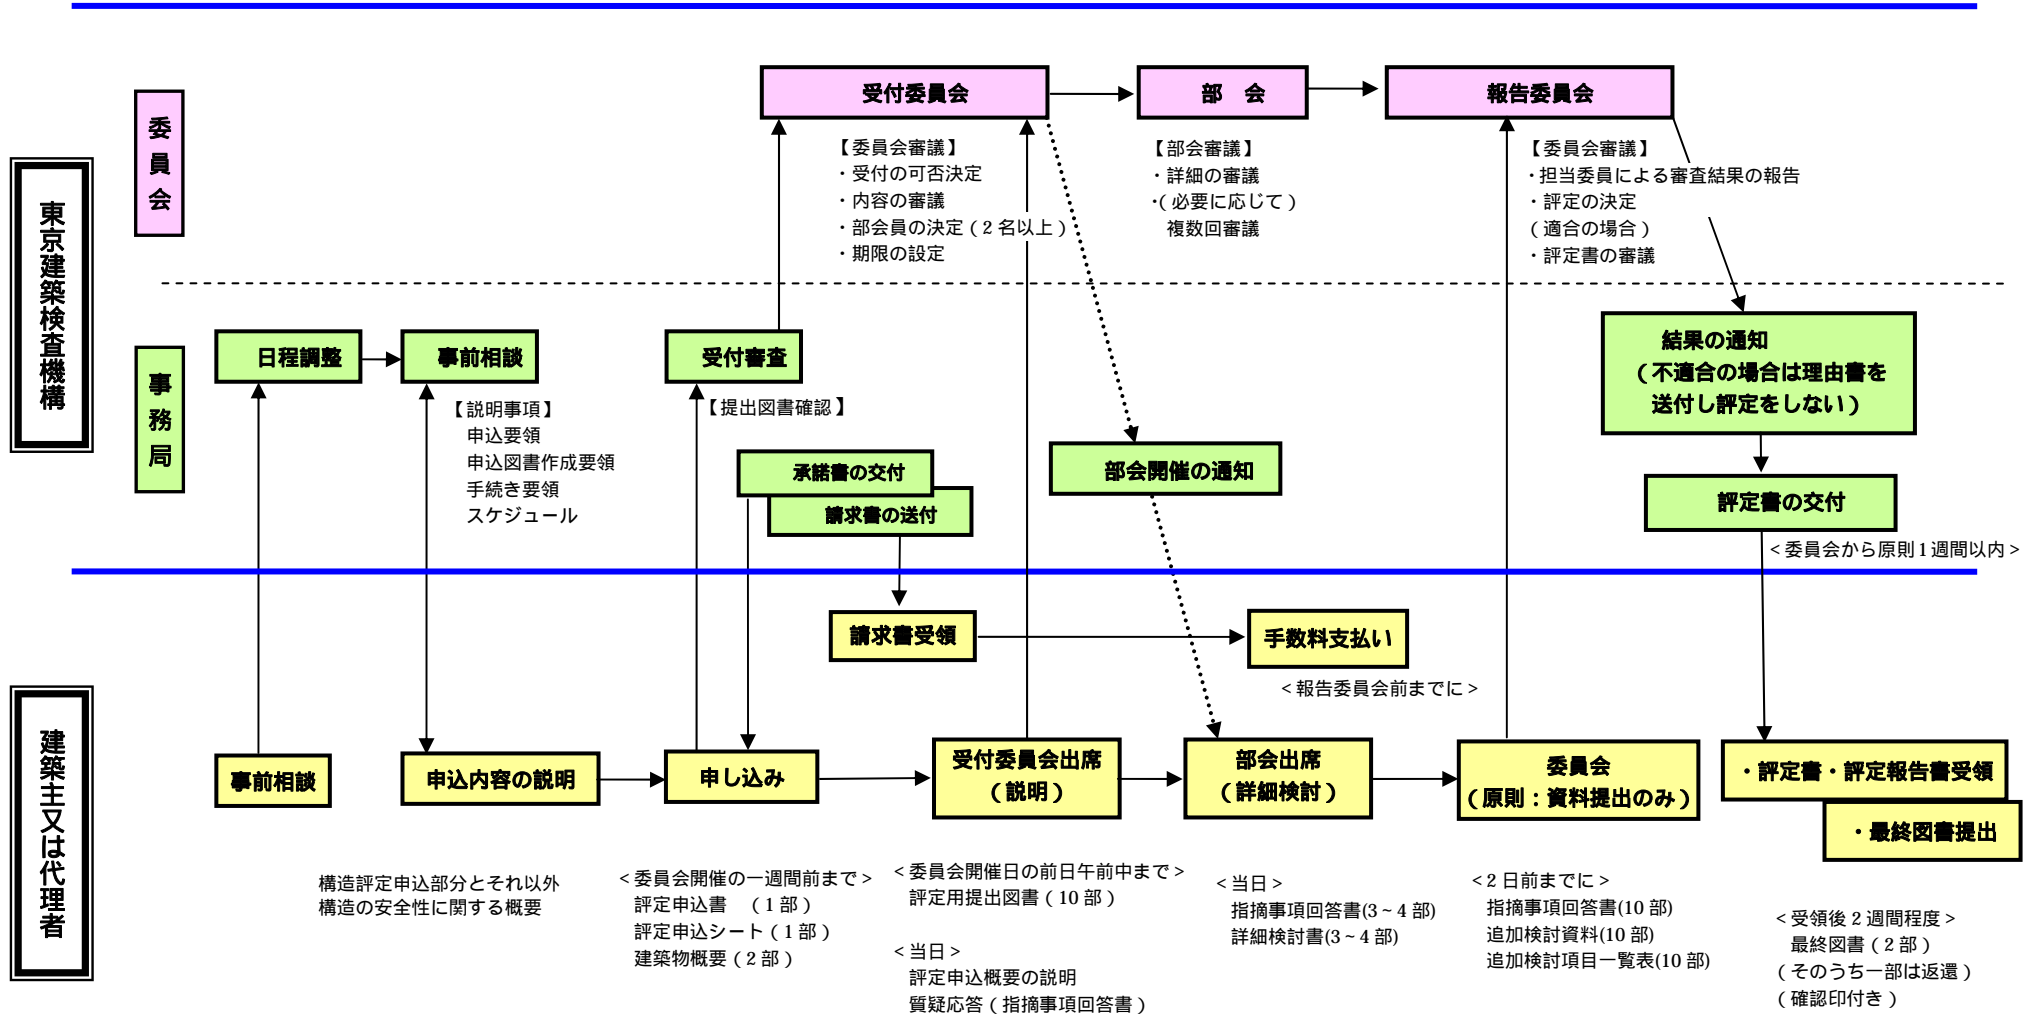 東京建築検査機構
委員会
受付委員会
部　会
報告委員会
【委員会審議】
・受付の可否決定
・内容の審議
・部会員の決定（2名以上）
・期限の設定
【部会審議】
・詳細の審議
・（必要に応じて）
複数回審議
【委員会審議】
・担当委員による審査結果の報告
・評定の決定
（適合の場合）
・評定書の審議
事務局
日程調整
事前相談
【説明事項】
申込要領
申込図書作成要領
手続き要領
スケジュール
受付審査
【提出図書確認】
承諾書の交付
請求書の送付
部会開催の通知
結果の通知
（不適合の場合は理由書を
送付し評定をしない）
評定書の交付
＜委員会から原則1週間以内＞
建築主又は代理者
請求書受領
手数料支払い
＜報告委員会前までに＞
事前相談
申込内容の説明
申し込み
受付委員会出席
（説明）
部会出席
（詳細検討）
委員会
（原則：資料提出のみ）
・評定書・評定報告書受領
・最終図書提出
構造評定申込部分とそれ以外
構造の安全性に関する概要
＜委員会開催の一週間前まで＞
評定申込書　（1部）
評定申込シート（1部）
建築物概要（2部）
＜委員会開催日の前日午前中まで＞
評定用提出図書（10部）
＜当日＞
評定申込概要の説明
質疑応答（指摘事項回答書）
＜当日＞
指摘事項回答書(3~4部)
詳細検討書(3~4部)
＜2日前までに＞
指摘事項回答書(10部)
追加検討資料(10部)
追加検討項目一覧表(10部)
＜受領後2週間程度＞
最終図書（2部）
（そのうち一部は返還）
（確認印付き）